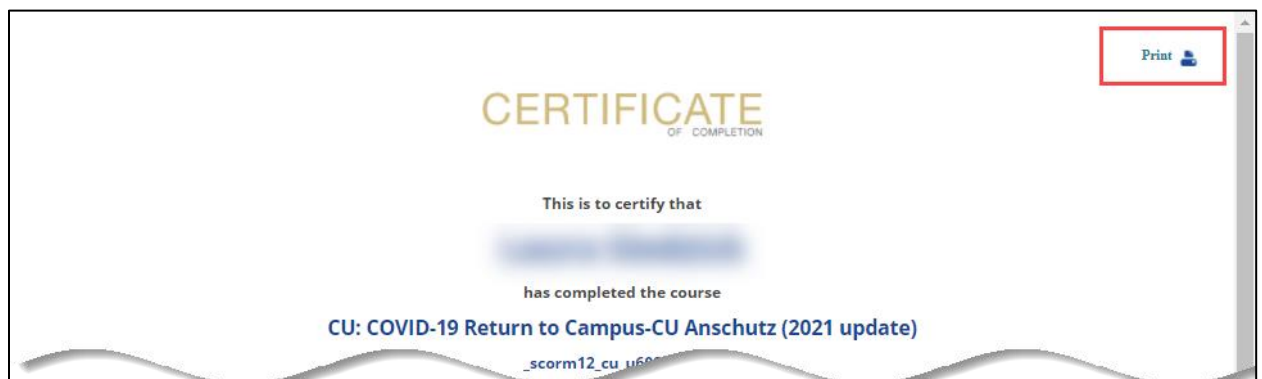 Print
CERTIFICATE
OF COMPLETION
This is to certify that
has completed the course
CU: COVID-19 Return to Campus-CU Anschutz (2021 update)
_scorm12_cu